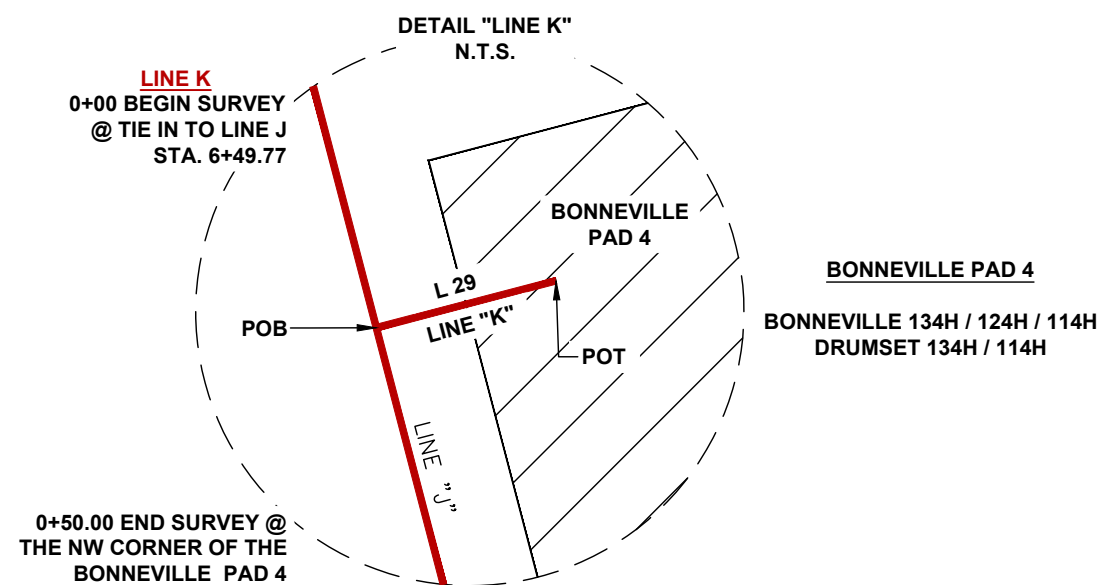 DETAIL "LINE K"
N.T.S.
LINE K
0+00 BEGIN SURVEY
@ TIE IN TO LINE J
STA. 6+49.77
BONNEVILLE
PAD 4
BONNEVILLE PAD 4
BONNEVILLE 134H / 124H / 114H
DRUMSET 134H / 114H
L 29
LINE "K"
POB
POT
LINE "J"
0+50.00 END SURVEY @
THE NW CORNER OF THE
BONNEVILLE PAD 4